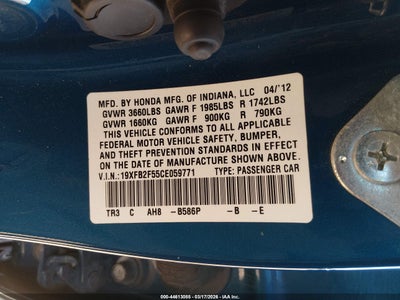 MFD. BY HONDA MFG. OF INDIANA, LLC 04/'12
GVWR 3660LBS GAWR F 1985LBS R 1742LBS
GVWR 1660KG GAWR F 900KG R 790KG
THIS VEHICLE CONFORMS TO ALL APPLICABLE
FEDERAL MOTOR VEHICLE SAFETY, BUMPER,
AND THEFT PREVENTION STANDARDS IN EFFECT
ON THE DATE OF MANUFACTURE SHOWN ABOVE.
V.I.N.: 19XFB2F55CE059771 TYPE: PASSENGER CAR
TR3 C AH8 -B586P -B -E
ID: 000-44613065 | 03/17/2026 | IAA, Inc.